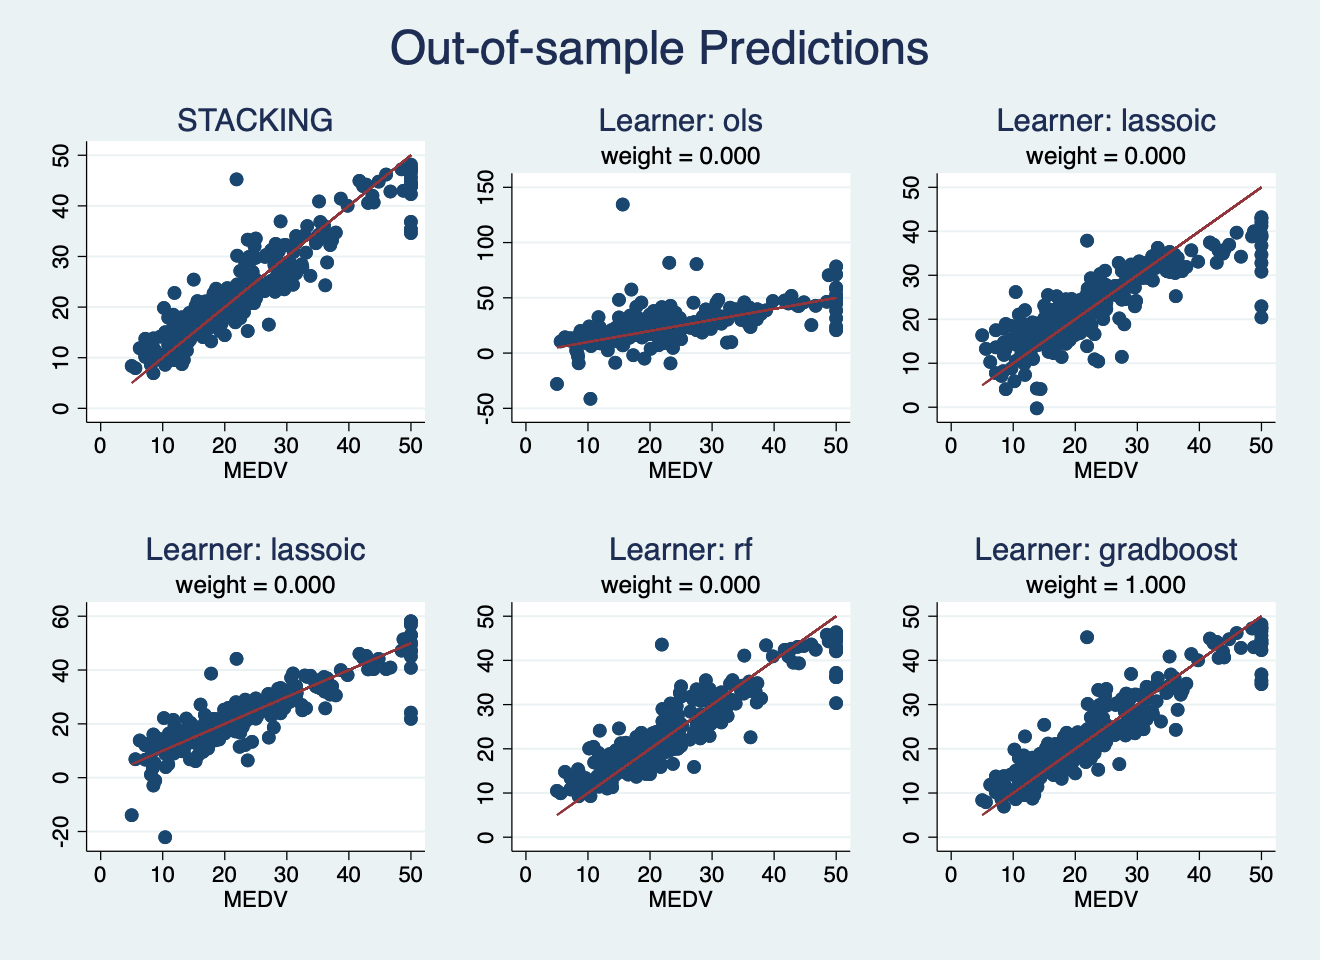 Out-of-sample Predictions
STACKING
50
40
30
20
10
0
0 10 20 30 40 50
MEDV
Learner: ols
weight = 0.000
150
100
50
0
-50
0 10 20 30 40 50
MEDV
Learner: lassoic
weight = 0.000
50
40
30
20
10
0
0 10 20 30 40 50
MEDV
Learner: lassoic
weight = 0.000
60
40
20
0
-20
0 10 20 30 40 50
MEDV
Learner: rf
weight = 0.000
50
40
30
20
10
0
0 10 20 30 40 50
MEDV
Learner: gradboost
weight = 1.000
50
40
30
20
10
0
0 10 20 30 40 50
MEDV